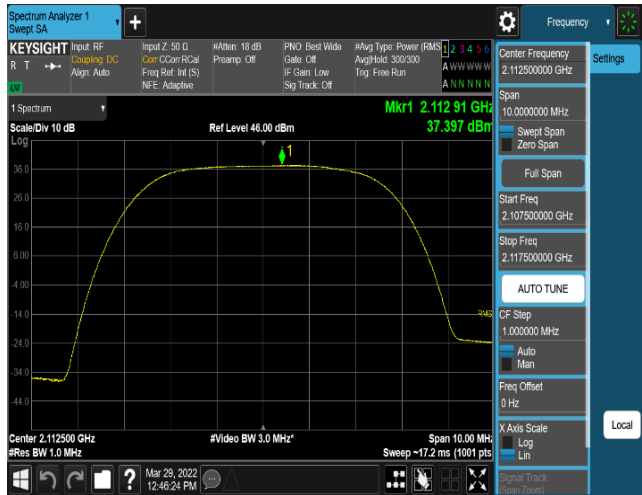 Spectrum Analyzer 1
Swept SA
Frequency
KEYSIGHT
R T
Input: RF
Coupling: DC
Align: Auto
Input Z: 50 Ω
Corr CCorr RCal
Freq Ref: Int (S)
NFE: Adaptive
#Atten: 18 dB
Preamp: Off
PNO: Best Wide
Gate: Off
IF Gain: Low
Sig Track: Off
#Avg Type: Power (RMS
Avg|Hold: 300/300
Trig: Free Run
1 2 3 4 5 6
A W W W W W
A N N N N N
1 Spectrum
Scale/Div 10 dB
Log
Ref Level 46.00 dBm
Mkr1 2.112 91 GHz
37.397 dBm
1
36.0
26.0
16.0
6.00
-4.00
-14.0
-24.0
-34.0
-44.0
RMS
Center 2.112500 GHz
#Res BW 1.0 MHz
#Video BW 3.0 MHz*
Span 10.00 MHz
Sweep ~17.2 ms (1001 pts
Mar 29, 2022
12:46:24 PM
?
Center Frequency
2.112500000 GHz
Settings
Span
10.0000000 MHz
Swept Span
Zero Span
Full Span
Start Freq
2.107500000 GHz
Stop Freq
2.117500000 GHz
AUTO TUNE
CF Step
1.000000 MHz
Auto
Man
Freq Offset
0 Hz
X Axis Scale
Log
Lin
Local
Signal Track
(Span Zoom)